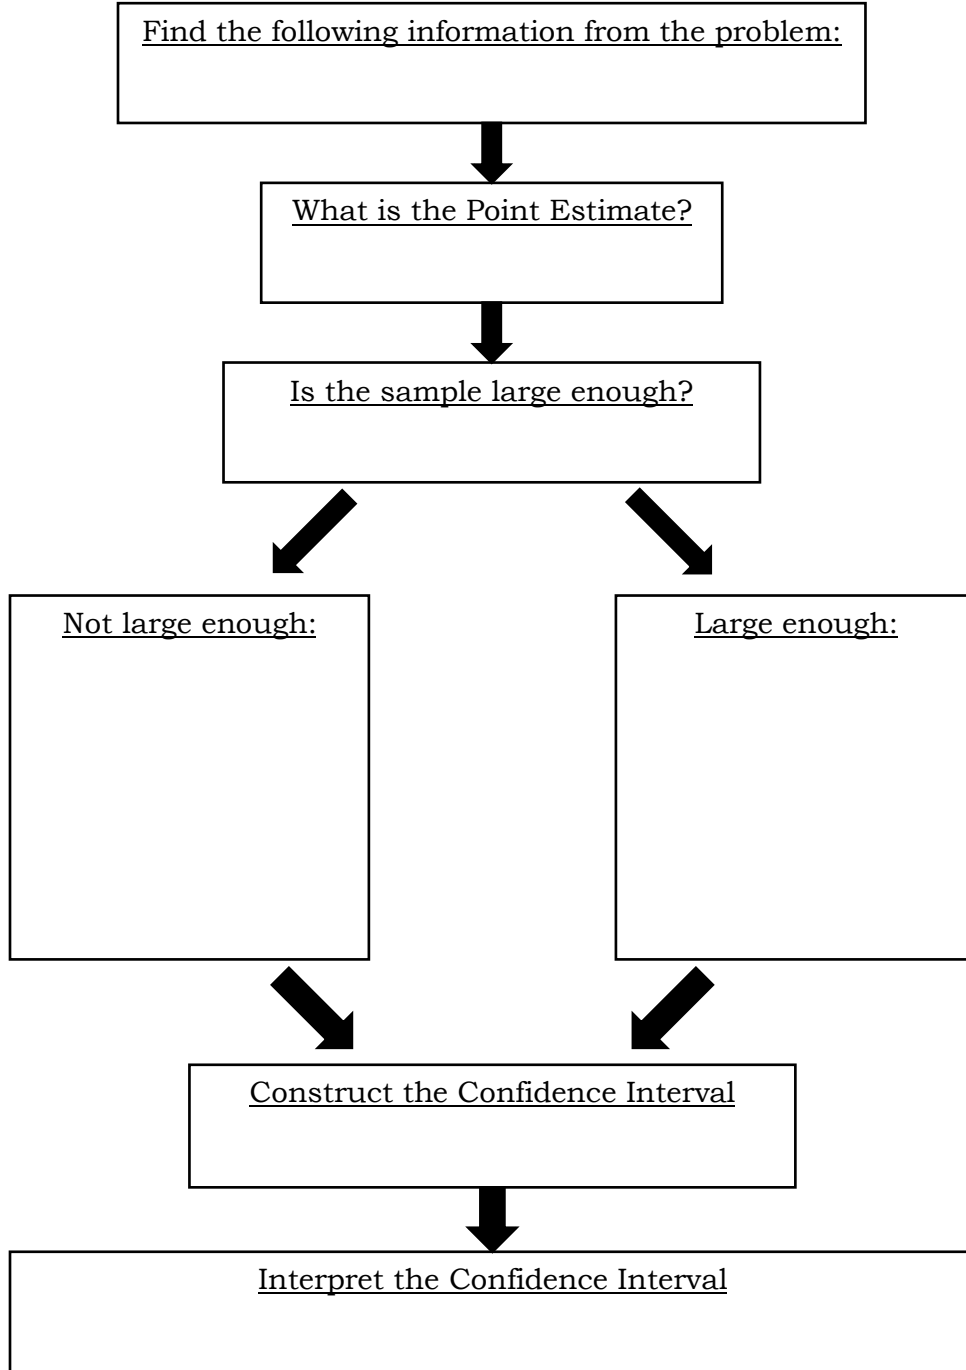 Find the following information from the problem:
What is the Point Estimate?
Is the sample large enough?
Not large enough:
Large enough:
Construct the Confidence Interval
Interpret the Confidence Interval